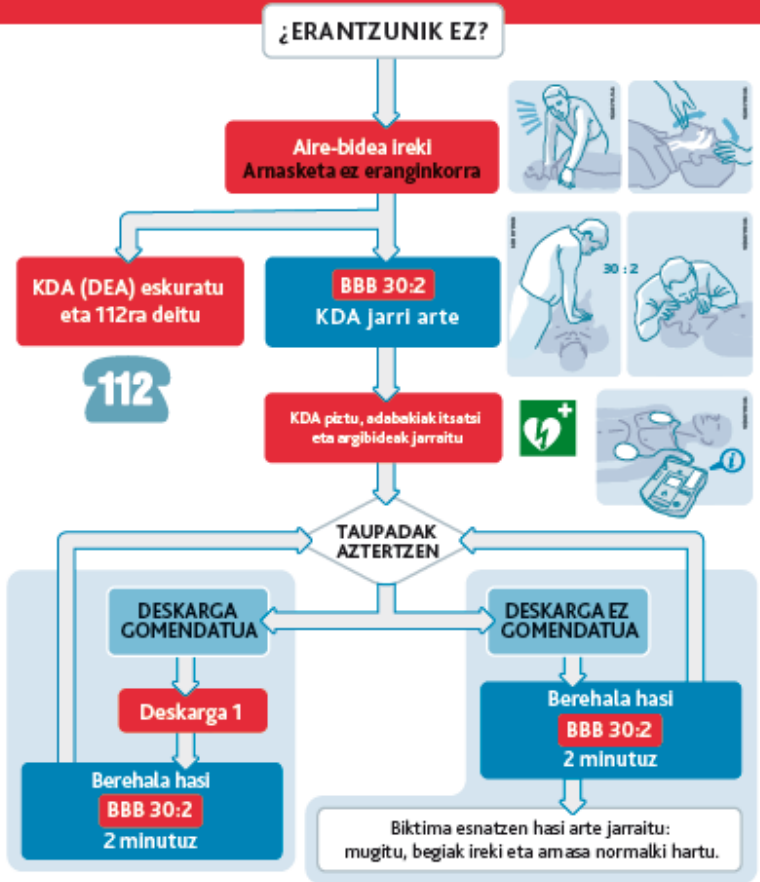 ¿ERANTZUNIK EZ?
Aire-bidea ireki
Arnasketa ez eranginkorra
KDA (DEA) eskuratu
eta 112ra deitu
112
BBB 30:2
KDA jarri arte
30 : 2
KDA piztu, adabakiak itsatsi
eta argibideak jarraitu
i
TAUPADAK
AZTERTZEN
DESKARGA
GOMENDATUA
Deskarga 1
Berehala hasi
BBB 30:2
2 minutuz
DESKARGA EZ
GOMENDATUA
Berehala hasi
BBB 30:2
2 minutuz
Biktima esnatzen hasi arte jarraitu:
mugitu, begiak ireki eta arnasa normalki hartu.